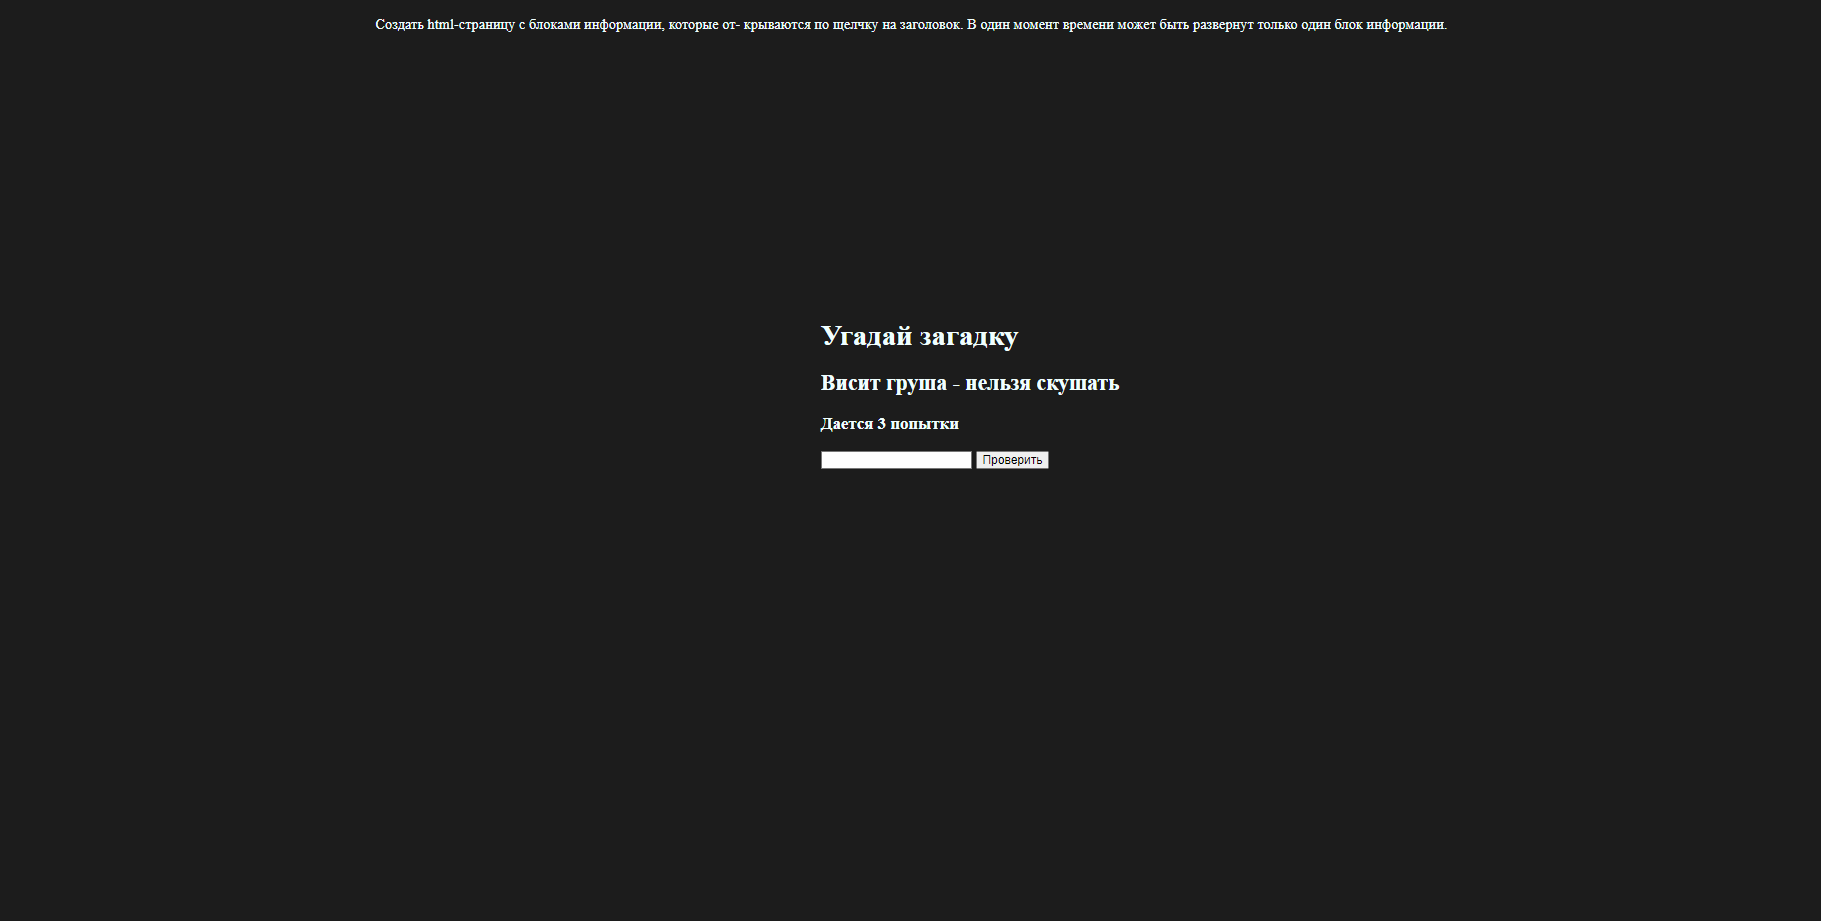 Создать html-страницу с блоками информации, которые от- крываются по щелчку на заголовок. В один момент времени может быть развернут только один блок информации.
Угадай загадку
Висит груша - нельзя скушать
Дается 3 попытки
Проверить